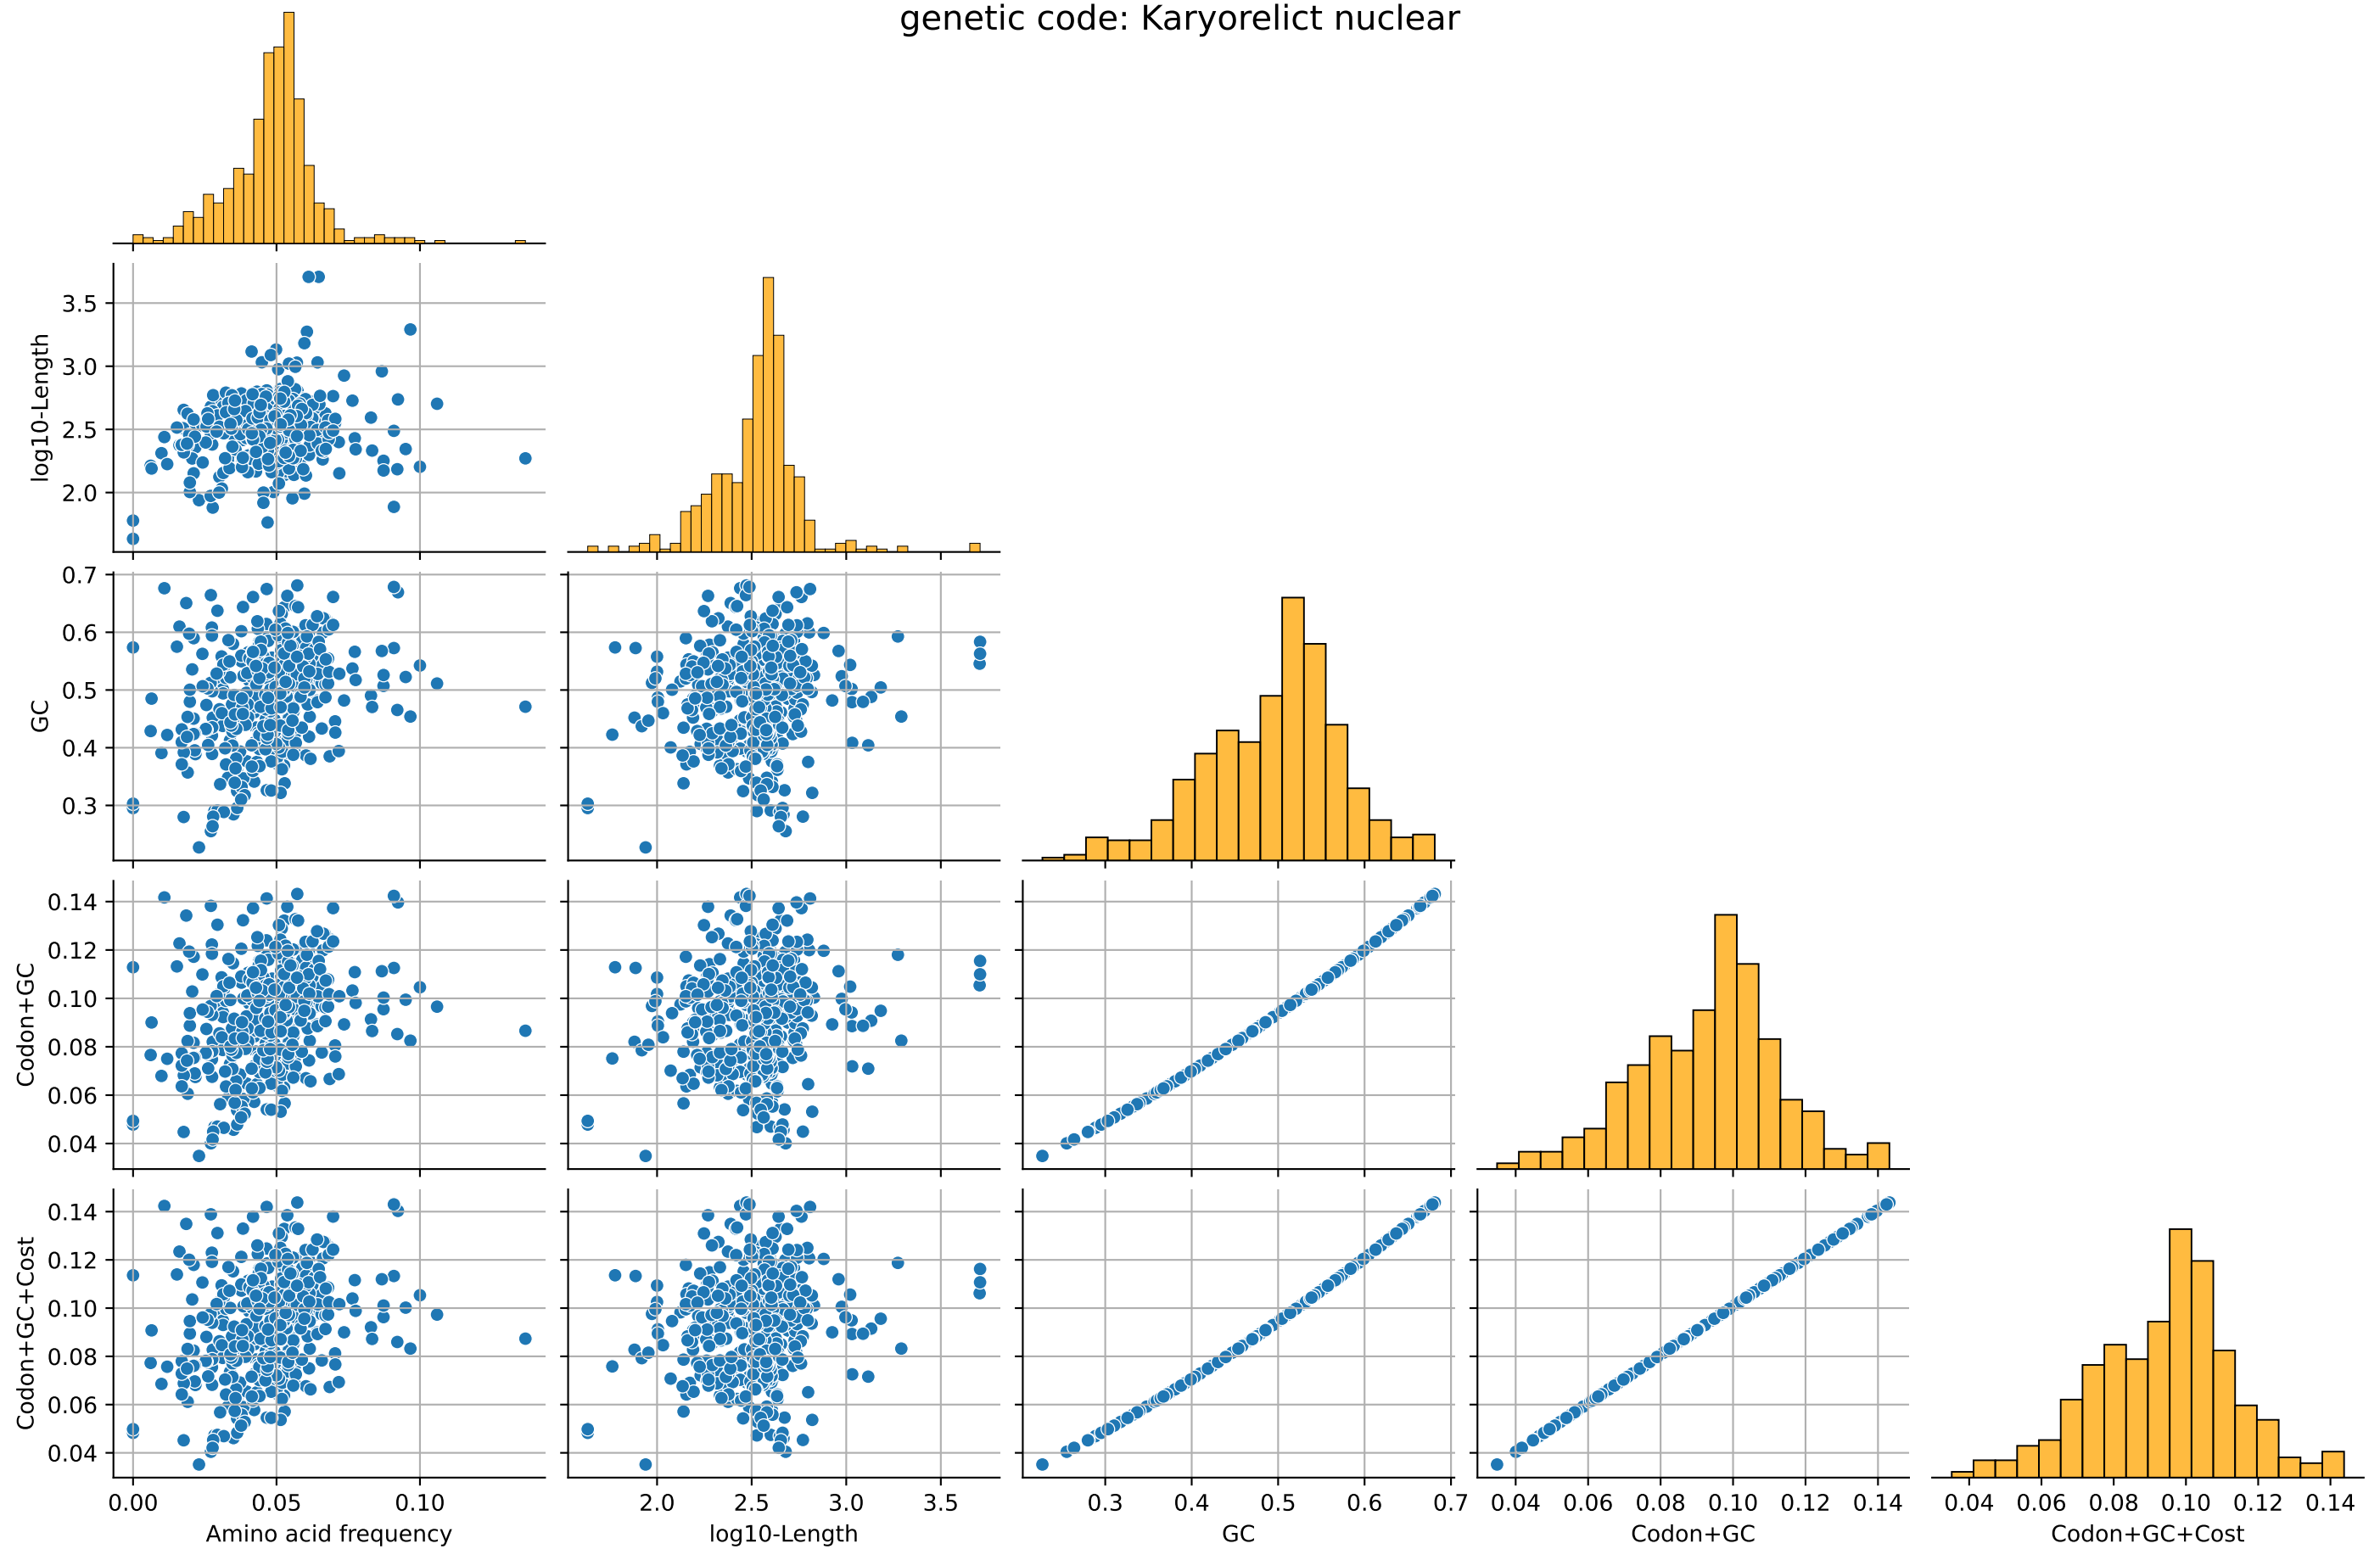 genetic code: Karyorelict nuclear
log10-Length
3.5
3.0
2.5
2.0
GC
0.7
0.6
0.5
0.4
0.3
Codon+GC
0.14
0.12
0.10
0.08
0.06
0.04
Codon+GC+Cost
0.14
0.12
0.10
0.08
0.06
0.04
0.00 0.05 0.10
2.0 2.5 3.0 3.5
0.3 0.4 0.5 0.6 0.7
0.04 0.06 0.08 0.10 0.12 0.14
0.04 0.06 0.08 0.10 0.12 0.14
Amino acid frequency
log10-Length
GC
Codon+GC
Codon+GC+Cost